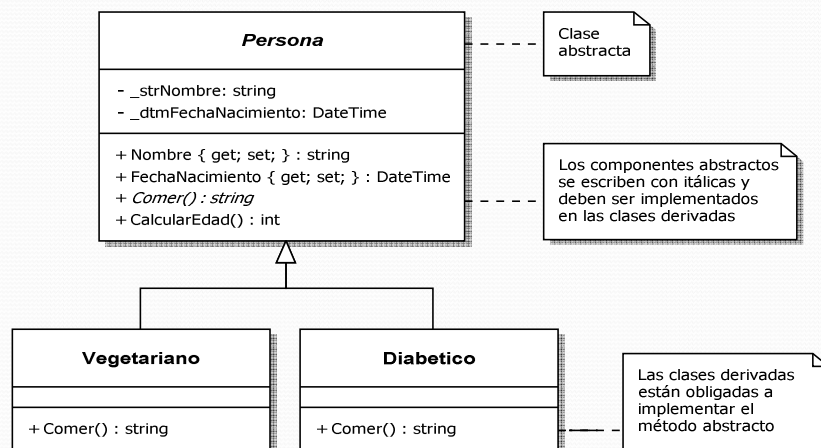 Persona
- _strNombre: string
- _dtmFechaNacimiento: DateTime
+ Nombre { get; set; } : string
+ FechaNacimiento { get; set; } : DateTime
+ Comer() : string
+ CalcularEdad() : int
Clase
abstracta
Los componentes abstractos
se escriben con itálicas y
deben ser implementados
en las clases derivadas
Vegetariano
+ Comer() : string
Diabetico
+ Comer() : string
Las clases derivadas
están obligadas a
implementar el
método abstracto